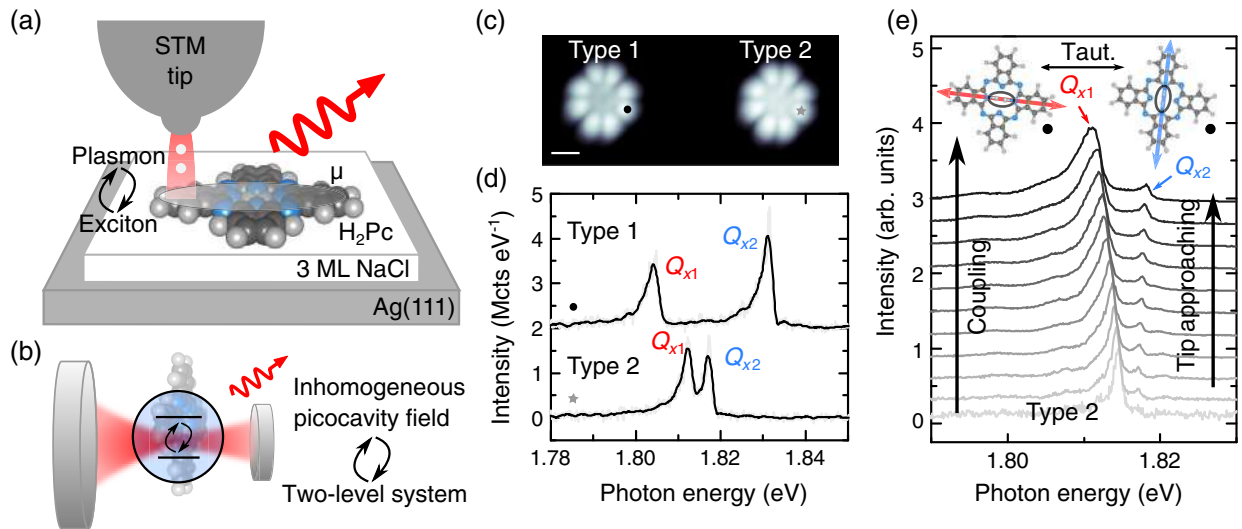 (a)
STM
tip
Plasmon
Exciton
μ
H₂Pc
3 ML NaCl
Ag(111)
(b)
Inhomogeneous
picocavity field
Two-level system
(c)
Type 1
Type 2
(d)
Intensity (Mcts eV⁻¹)
4
2
2
0
Type 1
Qx1
Qx2
Type 2
Qx1
Qx2
1.78
1.80
1.82
1.84
Photon energy (eV)
(e)
Intensity (arb. units)
5
4
3
2
1
0
Taut.
Qx1
Qx2
Coupling
Tip approaching
Type 2
1.80
1.82
Photon energy (eV)